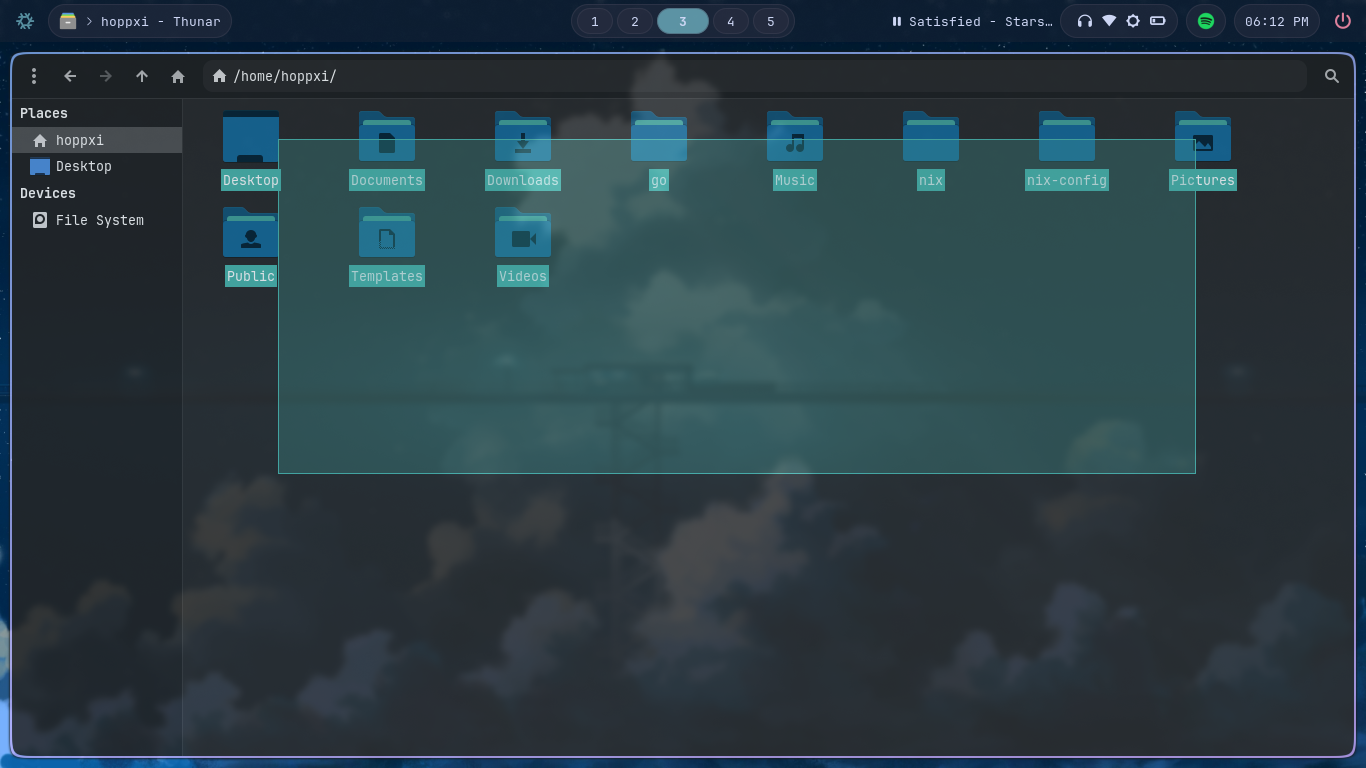 hoppxi - Thunar
1 2 3 4 5
Satisfied - Stars…
06:12 PM
/home/hoppxi/
Places
hoppxi
Desktop
Devices
File System
Desktop Documents Downloads go Music nix nix-config Pictures
Public Templates Videos